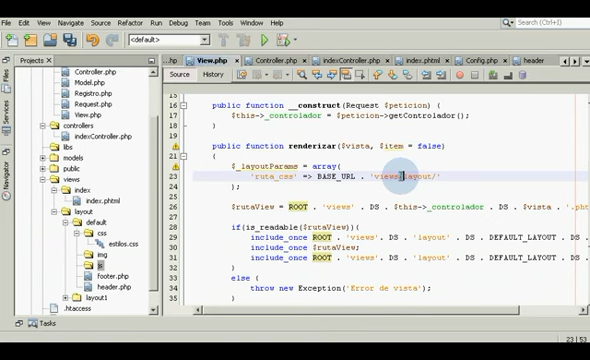 File Edit View Navigate Source Refactor Run Debug Team Tools Window Help
Search
<default>
Projects
.hp View.php Controller.php indexController.php index.phtml Config.php header
Source History
Files
Services
Controller.php
Model.php
Registro.php
Request.php
View.php
controllers
indexController.php
libs
models
public
views
index
index.phtml
layout
default
css
estilos.css
img
js
footer.php
header.php
layout1
.htaccess
15
16 public function __construct(Request $peticion) {
17 $this->_controlador = $peticion->getControlador();
18 }
19
public function renderizar($vista, $item = false)
21 {
$_layoutParams = array(
23 'ruta_css' => BASE_URL . 'views/layout/'
24 );
25
26 $rutaView = ROOT . 'views' . DS . $this->_controlador . DS . $vista . '.pht
27
28 if(is_readable($rutaView)){
29 include_once ROOT . 'views'. DS . 'layout' . DS . DEFAULT_LAYOUT . DS
30 include_once $rutaView;
31 include_once ROOT . 'views'. DS . 'layout' . DS . DEFAULT_LAYOUT . DS
32 }
33 else {
34 throw new Exception('Error de vista');
35 }
Tasks
23 | 53